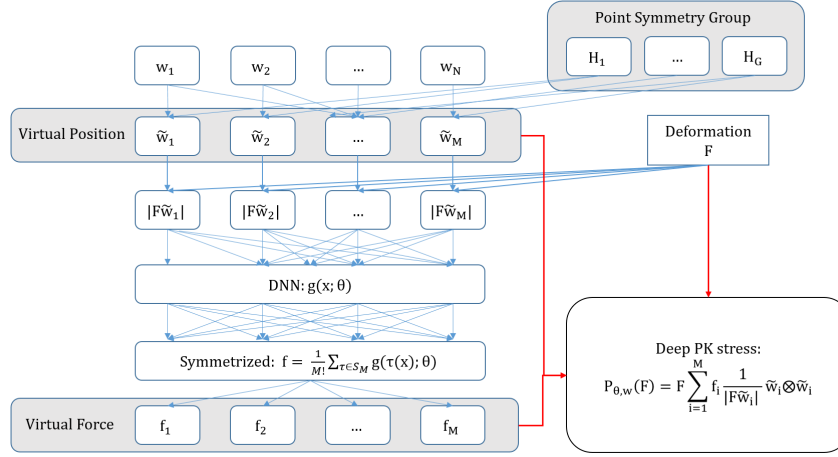 Point Symmetry Group
w₁ w₂ ... w_N
H₁ ... H_G
Virtual Position
w̃₁ w̃₂ ... w̃_M
Deformation
F
|Fw̃₁| |Fw̃₂| ... |Fw̃_M|
DNN: g(x; θ)
Symmetrized: f = 1/M! ∑_{τ∈S_M} g(τ(x); θ)
Deep PK stress:
P_{θ,w}(F) = F ∑_{i=1}^{M} f_i 1/|Fw̃_i| w̃_i⊗w̃_i
Virtual Force
f₁ f₂ ... f_M